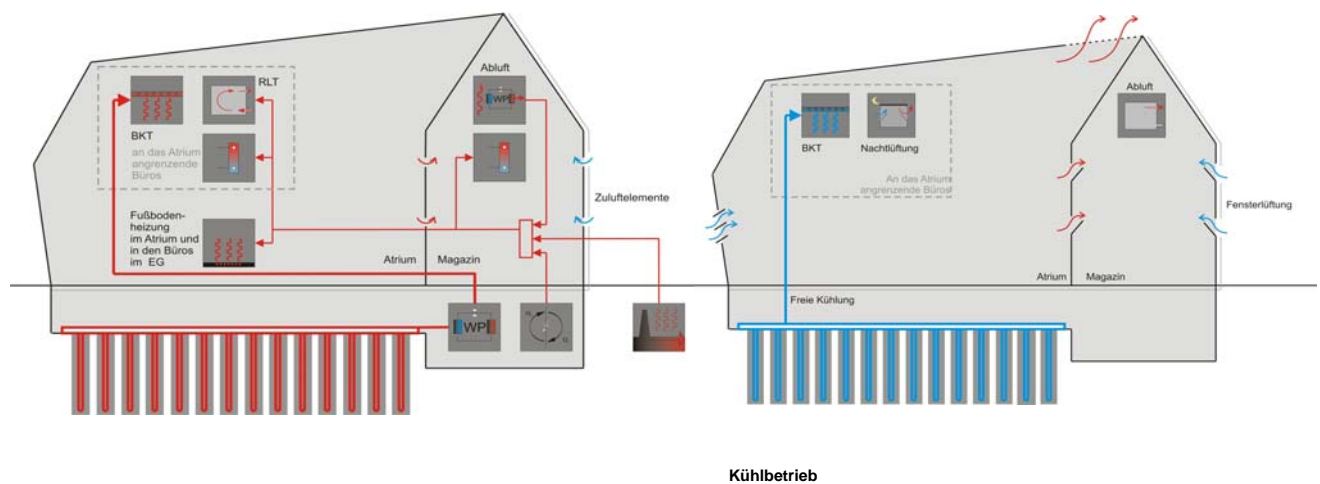 Abluft
RLT
WP
BKT
an das Atrium
angrenzende
Büros
Zuluftelemente
Fußboden-
heizung
im Atrium und
in den Büros
im EG
Atrium
Magazin
WP
Abluft
BKT
Nachtlüftung
An das Atrium
angrenzende Büros
Fensterlüftung
Atrium
Magazin
Freie Kühlung
Kühlbetrieb